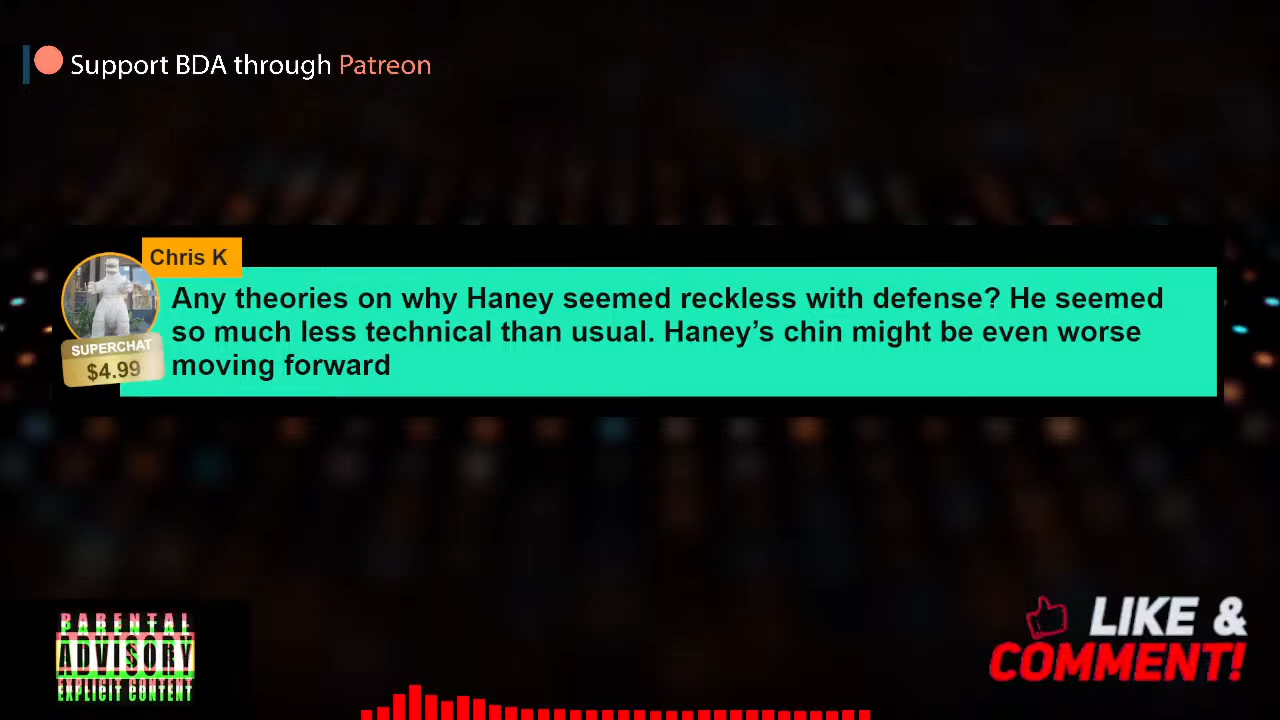 Support BDA through Patreon
Chris K
Any theories on why Haney seemed reckless with defense? He seemed
so much less technical than usual. Haney’s chin might be even worse
moving forward
SUPERCHAT
$4.99
PARENTAL
ADVISORY
EXPLICIT CONTENT
LIKE &
COMMENT!